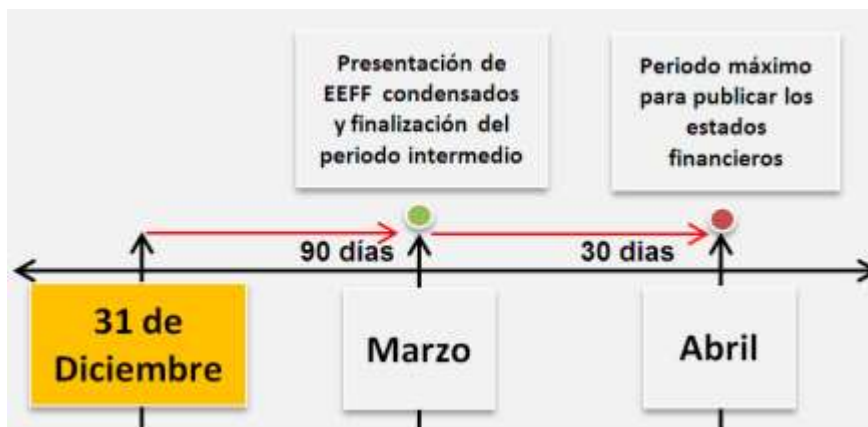 Presentación de
EEFF condensados
y finalización del
periodo intermedio
Periodo máximo
para publicar los
estados
financieros
90 días
30 dias
31 de
Diciembre
Marzo
Abril